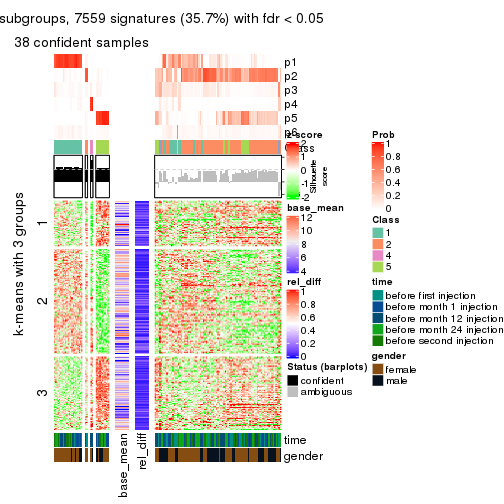 subgroups, 7559 signatures (35.7%) with fdr < 0.05
38 confident samples
p1
p2
p3
p4
p5
p6
k-means with 3 groups
1
2
3
z-score
2
1
0
-1
-2
Silhouette
score
base_mean
12
10
8
6
4
rel_diff
1
0.8
0.6
0.4
0.2
0
Status (barplots)
confident
ambiguous
Prob
1
0.8
0.6
0.4
0.2
0
Class
1
2
4
5
time
before first injection
before month 1 injection
before month 12 injection
before month 24 injection
before second injection
gender
female
male
time
gender
base_mean
rel_diff